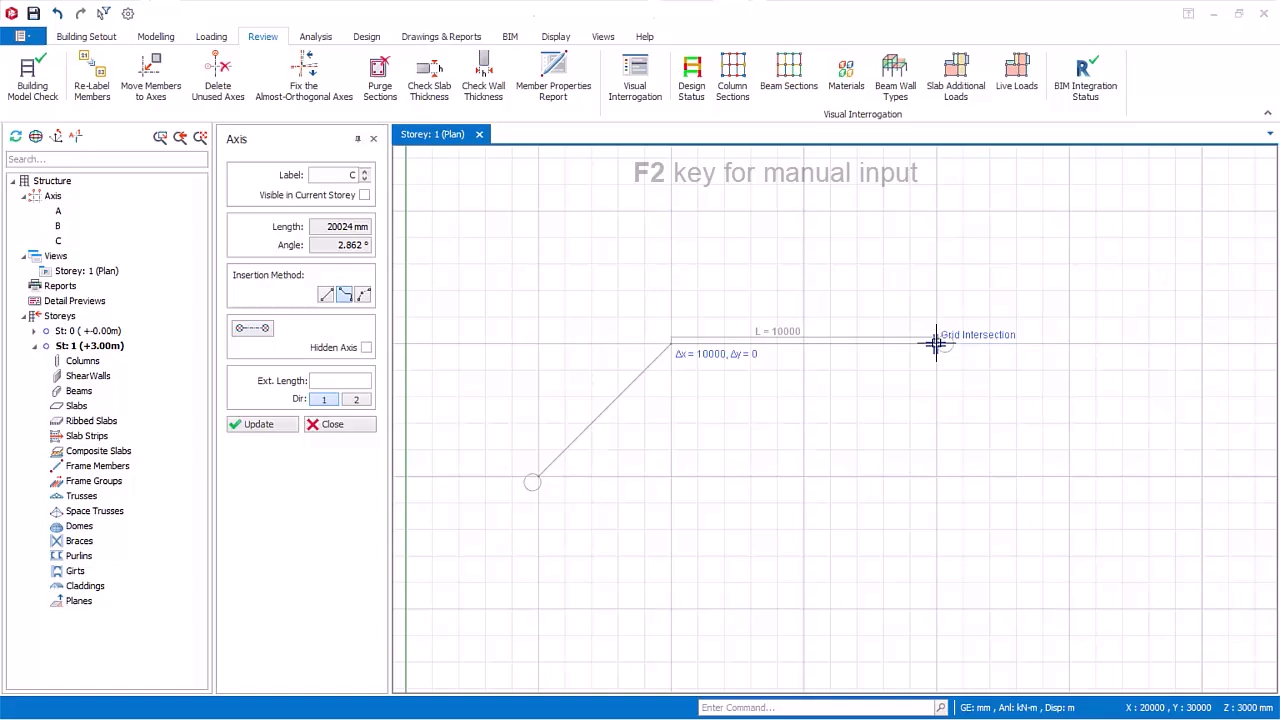 Building Setout Modelling Loading Review Analysis Design Drawings & Reports BIM Display Views Help
Building Model Check
Re-Label Members
Move Members to Axes
Delete Unused Axes
Fix the Almost-Orthogonal Axes
Purge Sections
Check Slab Thickness
Check Wall Thickness
Member Properties Report
Visual Interrogation
Design Status
Column Sections
Beam Sections
Materials
Beam Wall Types
Slab Additional Loads
Live Loads
BIM Integration Status
Visual Interrogation
Search...
Structure
Axis
A
B
C
Views
Storey: 1 (Plan)
Reports
Detail Previews
Storeys
St: 0 ( +-0.00m)
St: 1 (+3.00m)
Columns
ShearWalls
Beams
Slabs
Ribbed Slabs
Slab Strips
Composite Slabs
Frame Members
Frame Groups
Trusses
Space Trusses
Domes
Braces
Purlins
Girts
Claddings
Planes
Axis
Label: C
Visible in Current Storey
Length: 20024 mm
Angle: 2.862 °
Insertion Method:
Hidden Axis
Ext. Length:
Dir: 1 2
Update Close
Storey: 1 (Plan)
F2 key for manual input
L = 10000
Grid Intersection
Δx = 10000, Δy = 0
Enter Command... GE: mm , Anl: kN-m , Disp: m X : 20000 , Y : 30000 Z : 3000 mm